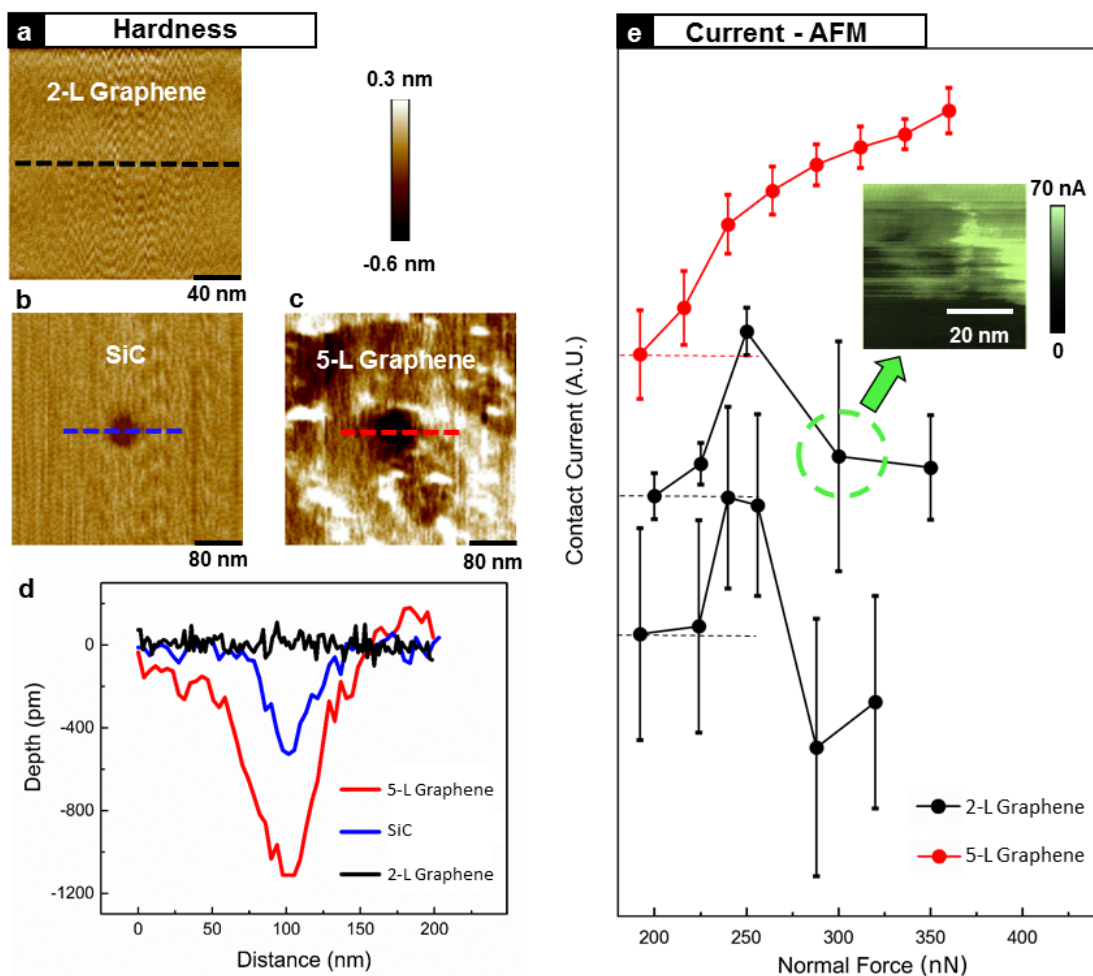 a
Hardness
2-L Graphene
40 nm
0.3 nm
-0.6 nm
b
SiC
80 nm
c
5-L Graphene
80 nm
d
0
-400
-800
-1200
Depth (pm)
0
50
100
150
200
Distance (nm)
5-L Graphene
SiC
2-L Graphene
e
Current - AFM
Contact Current (A.U.)
70 nA
0
20 nm
2-L Graphene
5-L Graphene
200
250
300
350
400
Normal Force (nN)